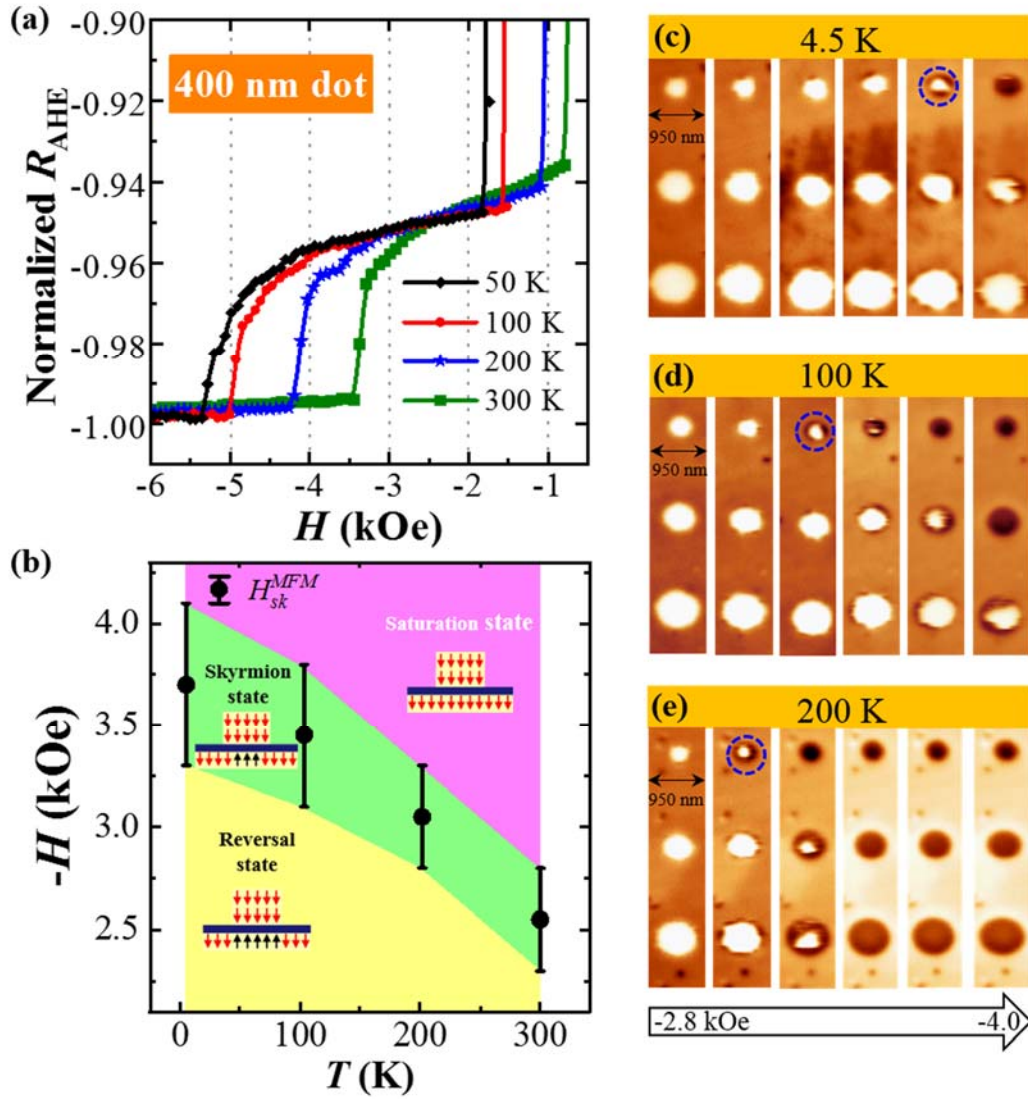 (a)
-0.90
-0.92
-0.94
-0.96
-0.98
-1.00
Normalized R_AHE
400 nm dot
50 K
100 K
200 K
300 K
-6 -5 -4 -3 -2 -1
H (kOe)
(b)
4.0
3.5
3.0
2.5
-H (kOe)
H_sk^MFM
Saturation state
Skyrmion
state
Reversal
state
0 100 200 300
T (K)
(c) 4.5 K
950 nm
(d) 100 K
950 nm
(e) 200 K
950 nm
-2.8 kOe -4.0